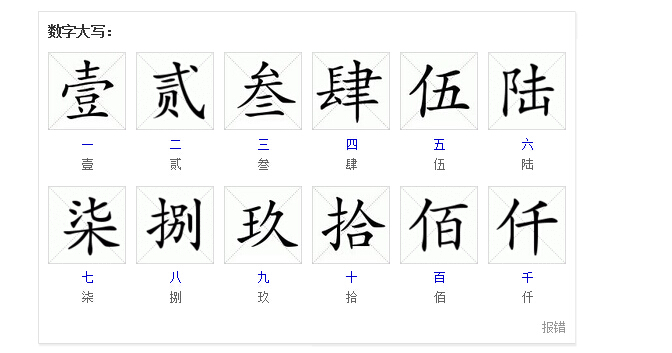 数字大写：
壹 贰 叁 肆 伍 陆
一 二 三 四 五 六
壹 贰 叁 肆 伍 陆
柒 捌 玖 拾 佰 仟
七 八 九 十 百 千
柒 捌 玖 拾 佰 仟
报错